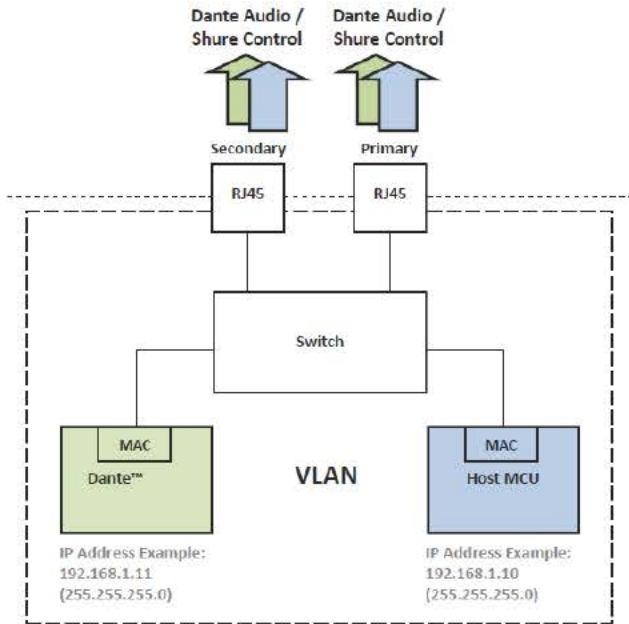 Dante Audio /
Shure Control
Dante Audio /
Shure Control
Secondary
Primary
RJ45
RJ45
Switch
MAC
Dante™
VLAN
MAC
Host MCU
IP Address Example:
192.168.1.11
(255.255.255.0)
IP Address Example:
192.168.1.10
(255.255.255.0)